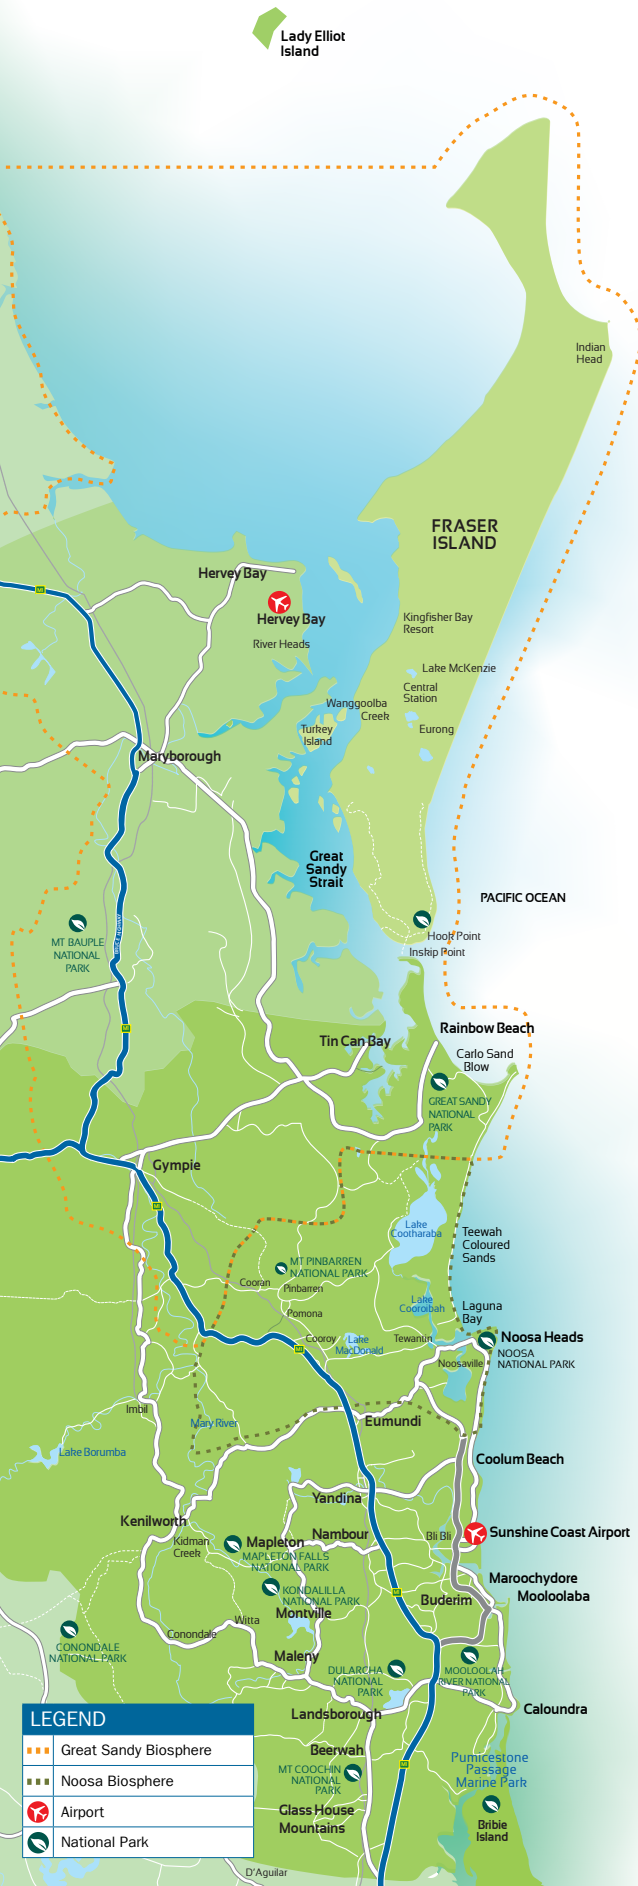 Lady Elliot
Island
Indian
Head
FRASER
ISLAND
Hervey Bay
Hervey Bay
River Heads
Kingfisher Bay
Resort
Lake McKenzie
Central
Station
Wanggoolba
Creek
Turkey
Island
Eurong
Maryborough
Great
Sandy
Strait
PACIFIC OCEAN
MT BAUPLE
NATIONAL
PARK
Hook Point
Inskip Point
Rainbow Beach
Tin Can Bay
Carlo Sand
Blow
GREAT SANDY
NATIONAL
PARK
Gympie
Lake
Cootharaba
Teewah
Coloured
Sands
MT PINBARREN
NATIONAL PARK
Cooran
Pinbarren
Lake
Cooroibah
Laguna
Bay
Pomona
Cooroy
Lake
MacDonald
Tewantin
Noosa Heads
NOOSA
NATIONAL PARK
Noosaville
Imbil
Mary River
Eumundi
Lake Borumba
Coolum Beach
Yandina
Kenilworth
Kidman
Creek
Mapleton
MAPLETON FALLS
NATIONAL PARK
Nambour
Bli Bli
Sunshine Coast Airport
KONDALILLA
NATIONAL PARK
Montville
Maroochydore
Mooloolaba
Buderim
Witta
Conondale
CONONDALE
NATIONAL PARK
Maleny
DULARCHA
NATIONAL
PARK
MOOLOOLAH
RIVER NATIONAL
PARK
Landsborough
Caloundra
LEGEND
Great Sandy Biosphere
Noosa Biosphere
Airport
National Park
Beerwah
MT COOCHIN
NATIONAL
PARK
Pumicestone
Passage
Marine Park
Glass House
Mountains
Bribie
Island
D'Aguilar